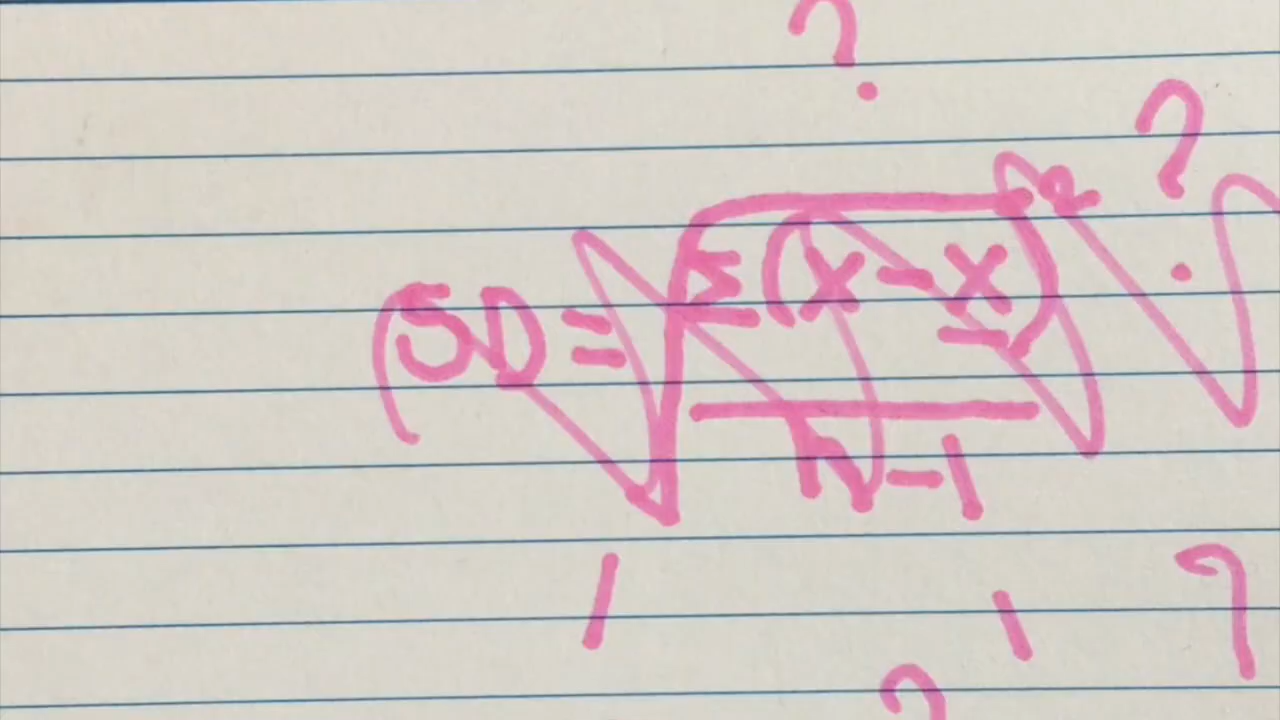 ?
?
(SD = √Σ(x - x)²
n - 1
?
?